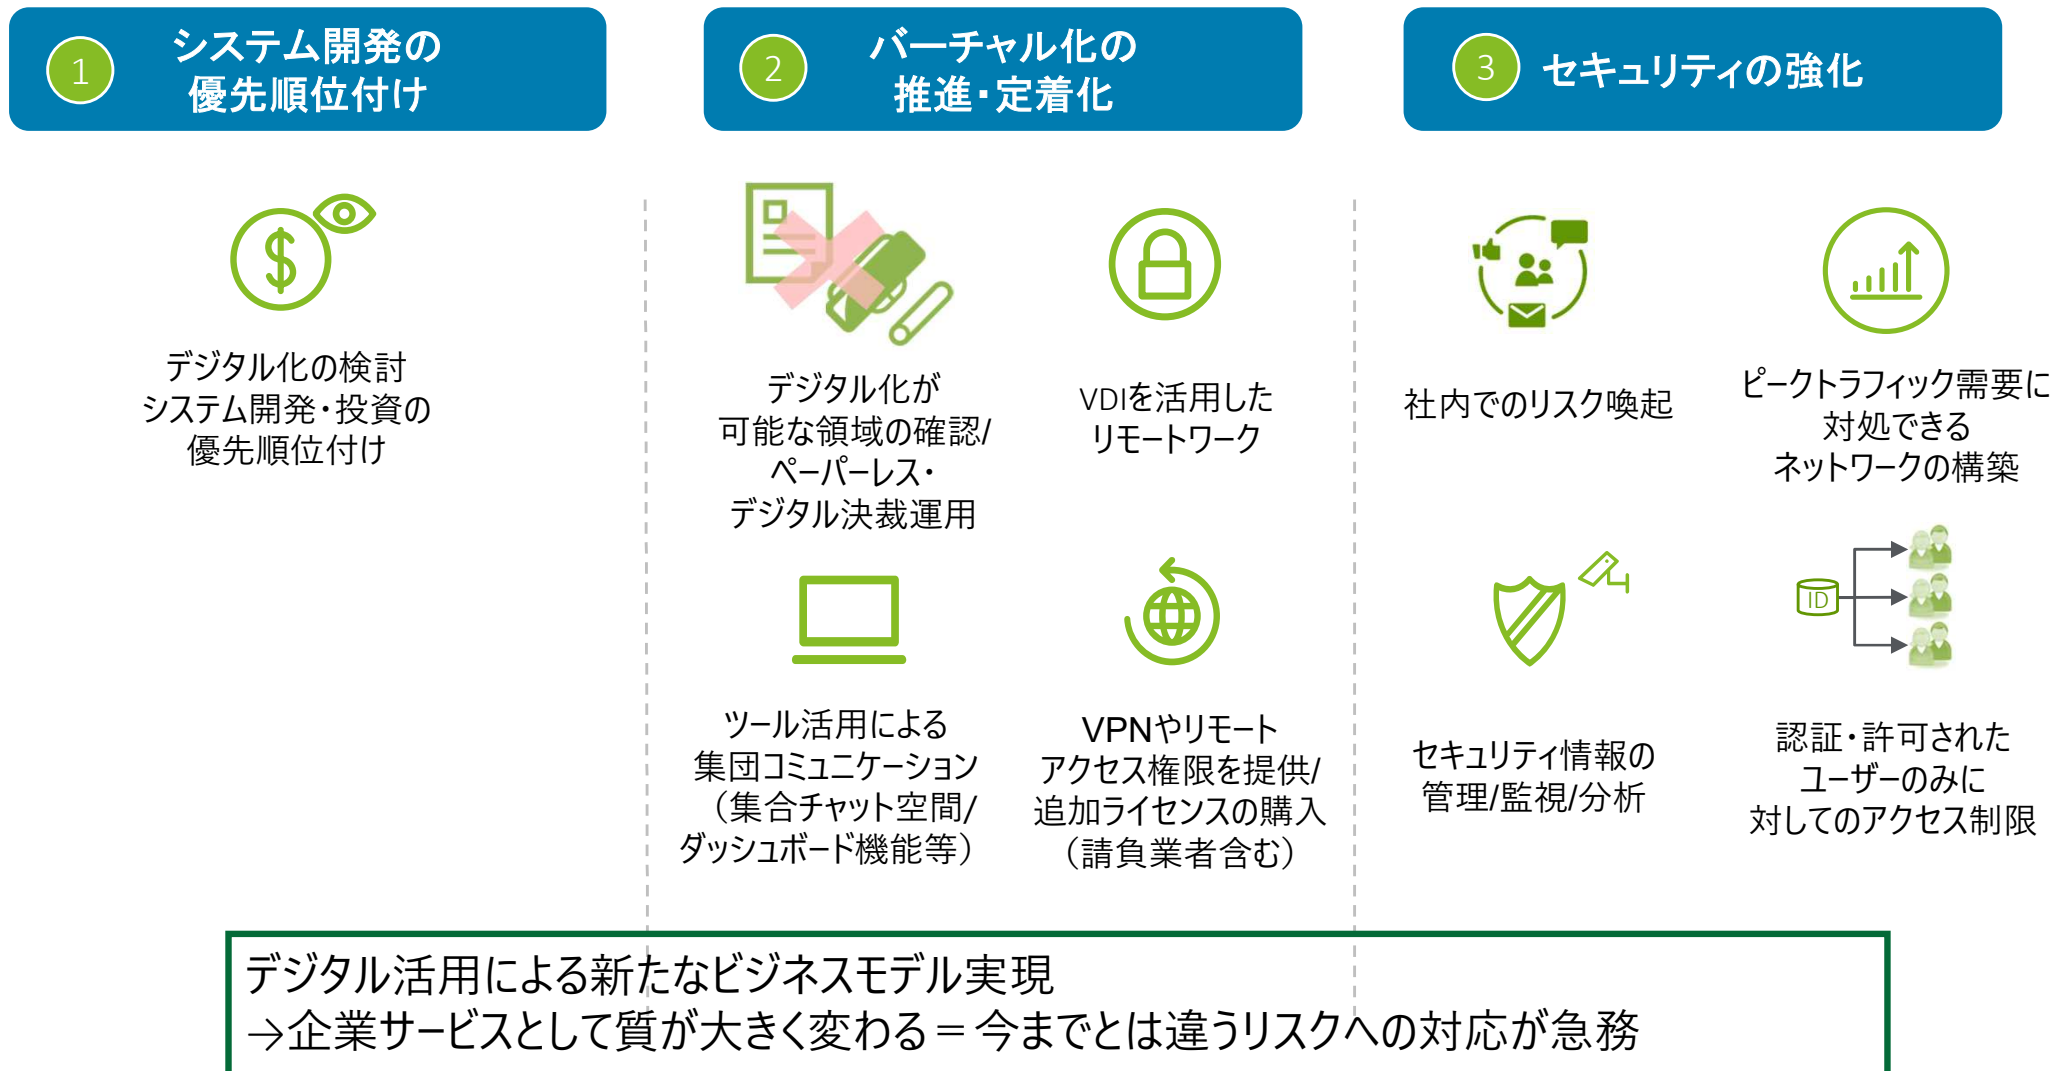 1
システム開発の
優先順位付け
2
バーチャル化の
推進・定着化
3
セキュリティの強化
デジタル化の検討
システム開発・投資の
優先順位付け
デジタル化が
可能な領域の確認/
ペーパーレス・
デジタル決裁運用
VDIを活用した
リモートワーク
ツール活用による
集団コミュニケーション
（集合チャット空間/
ダッシュボード機能等）
VPNやリモート
アクセス権限を提供/
追加ライセンスの購入
（請負業者含む）
社内でのリスク喚起
ピークトラフィック需要に
対処できる
ネットワークの構築
セキュリティ情報の
管理/監視/分析
ID
認証・許可された
ユーザーのみに
対してのアクセス制限
デジタル活用による新たなビジネスモデル実現
→企業サービスとして質が大きく変わる＝今までとは違うリスクへの対応が急務